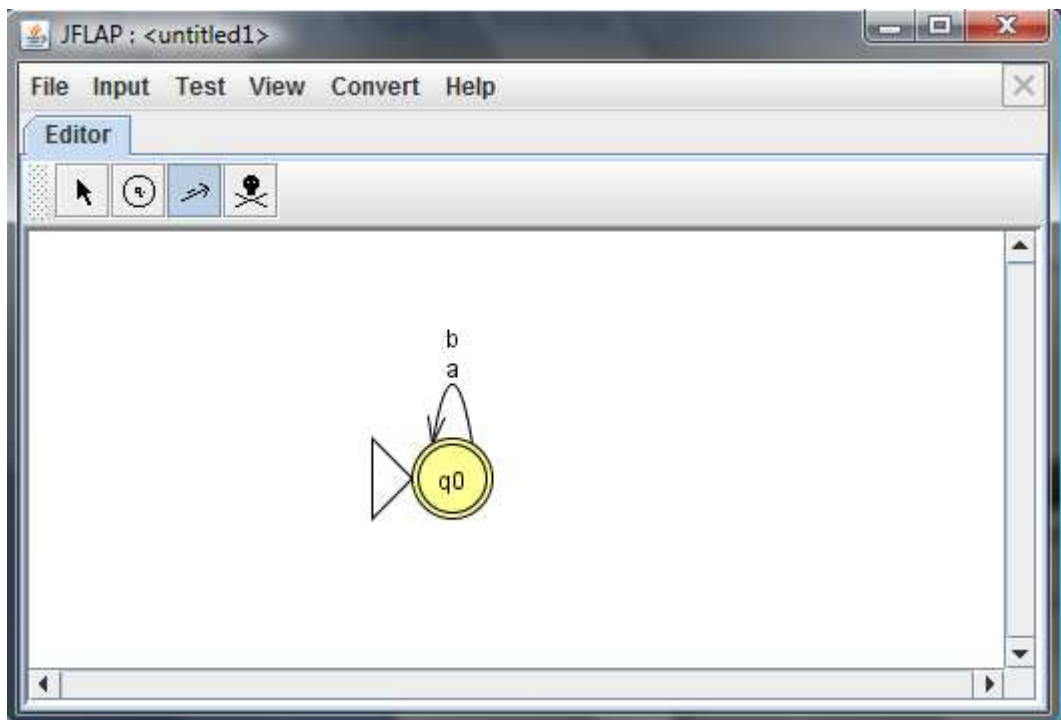 JFLAP : <untitled1>
File Input Test View Convert Help
Editor
q
b
a
q0